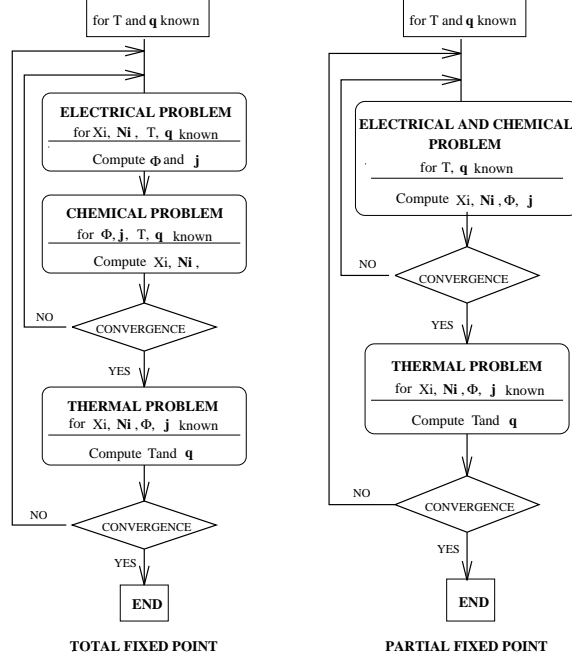 for T and q known
ELECTRICAL PROBLEM
for Xi, Ni , T, q known
Compute Φ and j
CHEMICAL PROBLEM
for Φ, j, T, q known
Compute Xi, Ni ,
CONVERGENCE
NO
YES
THERMAL PROBLEM
for Xi, Ni , Φ, j known
Compute Tand q
CONVERGENCE
NO
YES
END
TOTAL FIXED POINT
for T and q known
ELECTRICAL AND CHEMICAL
PROBLEM
for T, q known
Compute Xi, Ni , Φ, j
CONVERGENCE
NO
YES
THERMAL PROBLEM
for Xi, Ni , Φ, j known
Compute Tand q
CONVERGENCE
NO
YES
END
PARTIAL FIXED POINT